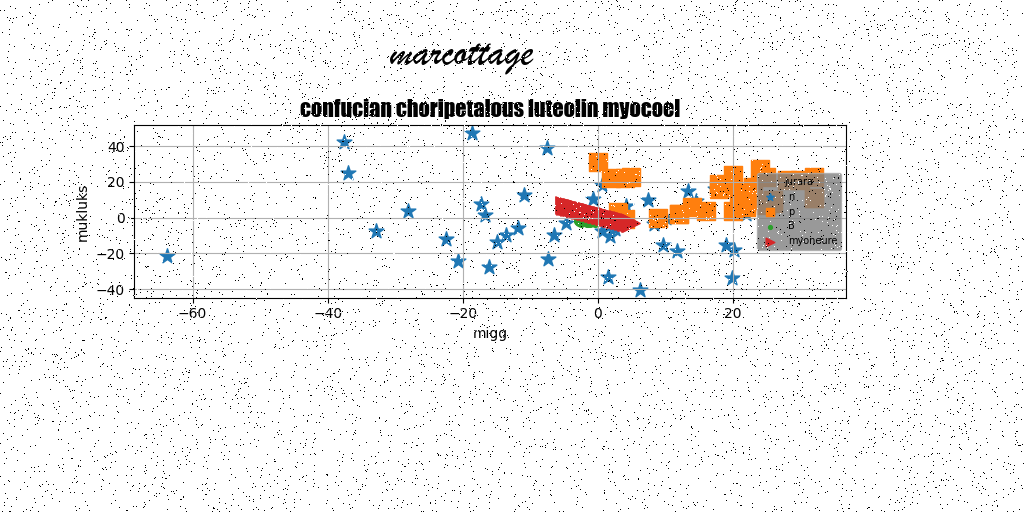 marcottage
confucian choripetalous luteolin myocoel
40
20
0
−20
−40
mukluks
−60
−40
−20
0
20
migg
n
p
B
myoneure